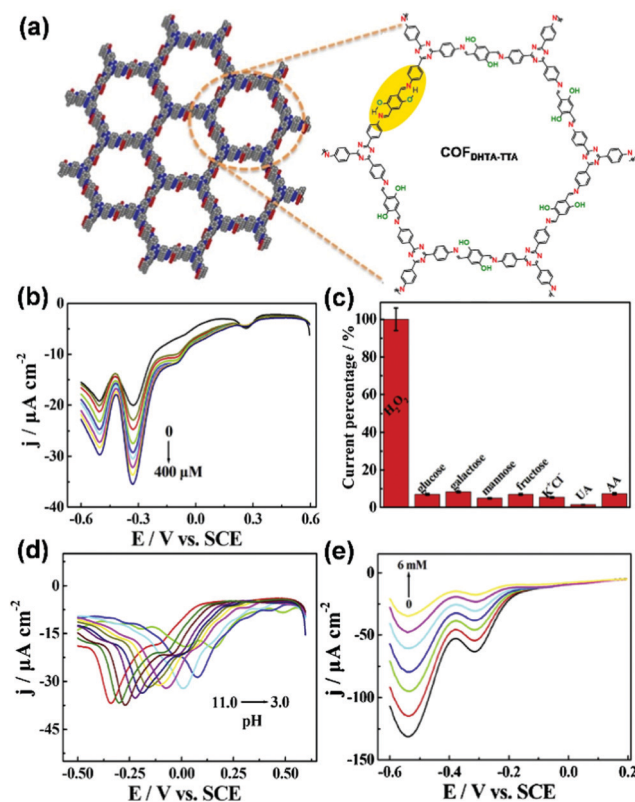 (a)
COF DHTA-TTA
HO
OH
N
H
O
(b)
j / μA cm⁻²
0
-10
-20
-30
-40
0
400 μM
-0.6 -0.3 0.0 0.3 0.6
E / V vs. SCE
(c)
Current percentage / %
100
80
60
40
20
0
H₂O₂
glucose
galactose
mannose
fructose
K⁺Cl⁻
UA
AA
(d)
j / μA cm⁻²
0
-15
-30
-45
11.0 3.0
pH
-0.50 -0.25 0.00 0.25 0.50
E / V vs. SCE
(e)
j / μA cm⁻²
0
-50
-100
-150
6 mM
0
-0.6 -0.4 -0.2 0.0 0.2
E / V vs. SCE